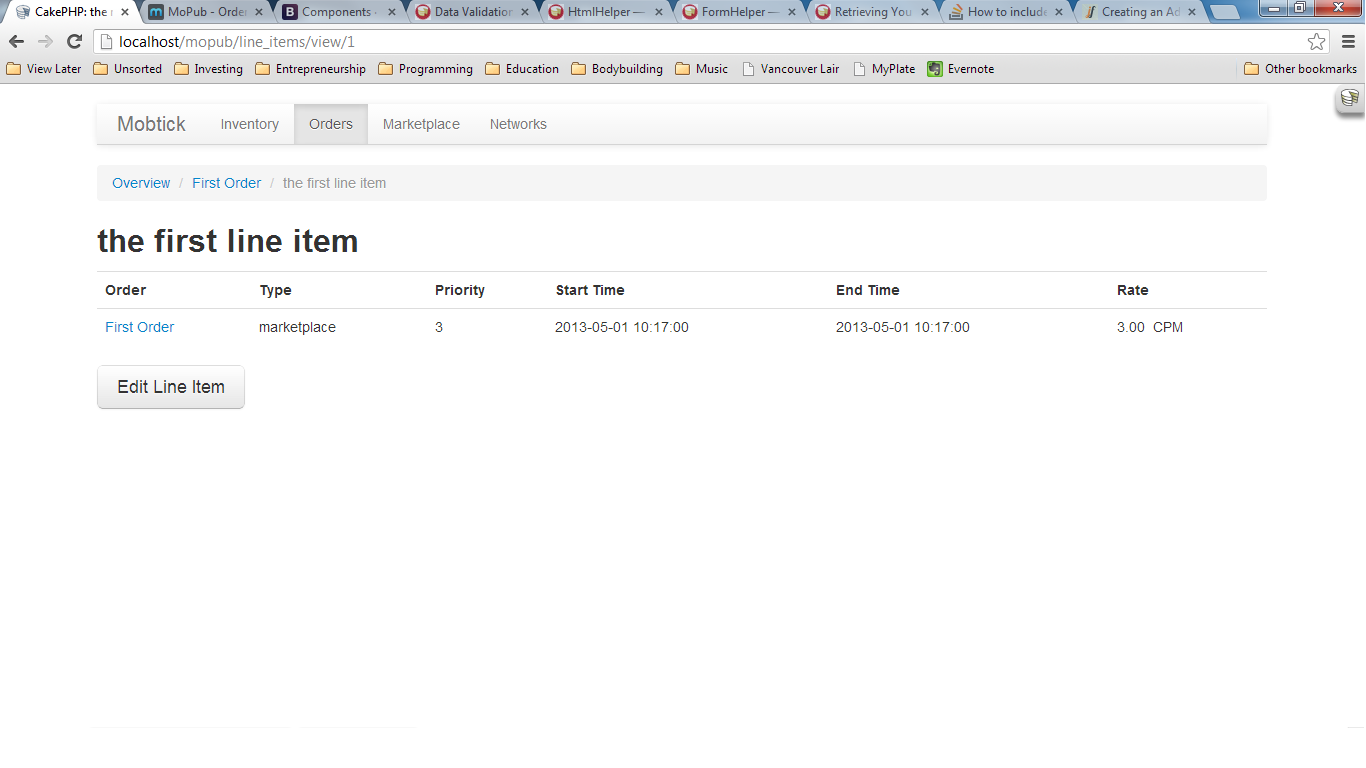 CakePHP: the r MoPub - Orde Components - Data Validation HtmlHelper — FormHelper — Retrieving You How to include Creating an Ad
localhost/mopub/line_items/view/1
View Later Unsorted Investing Entrepreneurship Programming Education Bodybuilding Music Vancouver Lair MyPlate Evernote Other bookmarks
Mobtick Inventory Orders Marketplace Networks
Overview / First Order / the first line item
the first line item
Order Type Priority Start Time End Time Rate
First Order marketplace 3 2013-05-01 10:17:00 2013-05-01 10:17:00 3.00 CPM
Edit Line Item